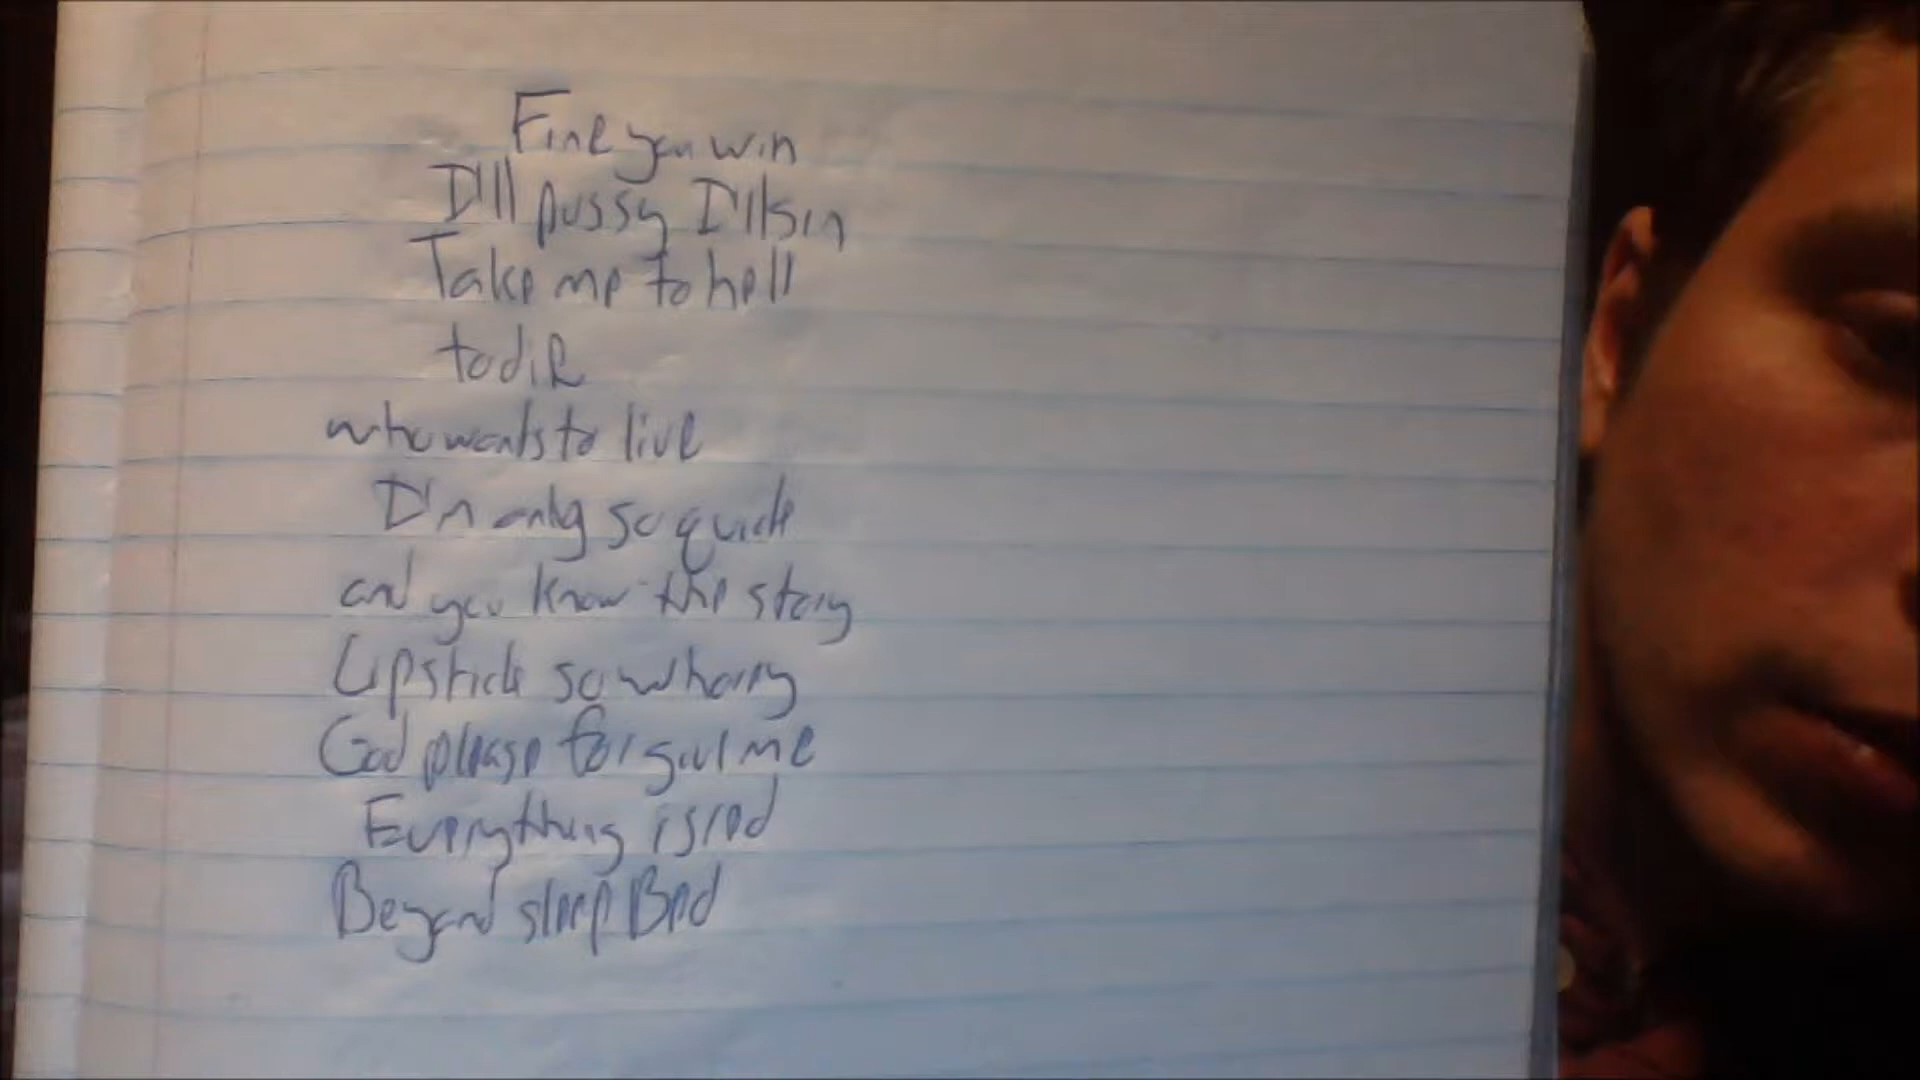 Fine you win
I'll pussy I'll sin
Take me to hell
to die
who wants to live
I'm only so quick
and you know the story
Lipstick so whorry
God please forgive me
Everything is red
Beyond sleep Bed